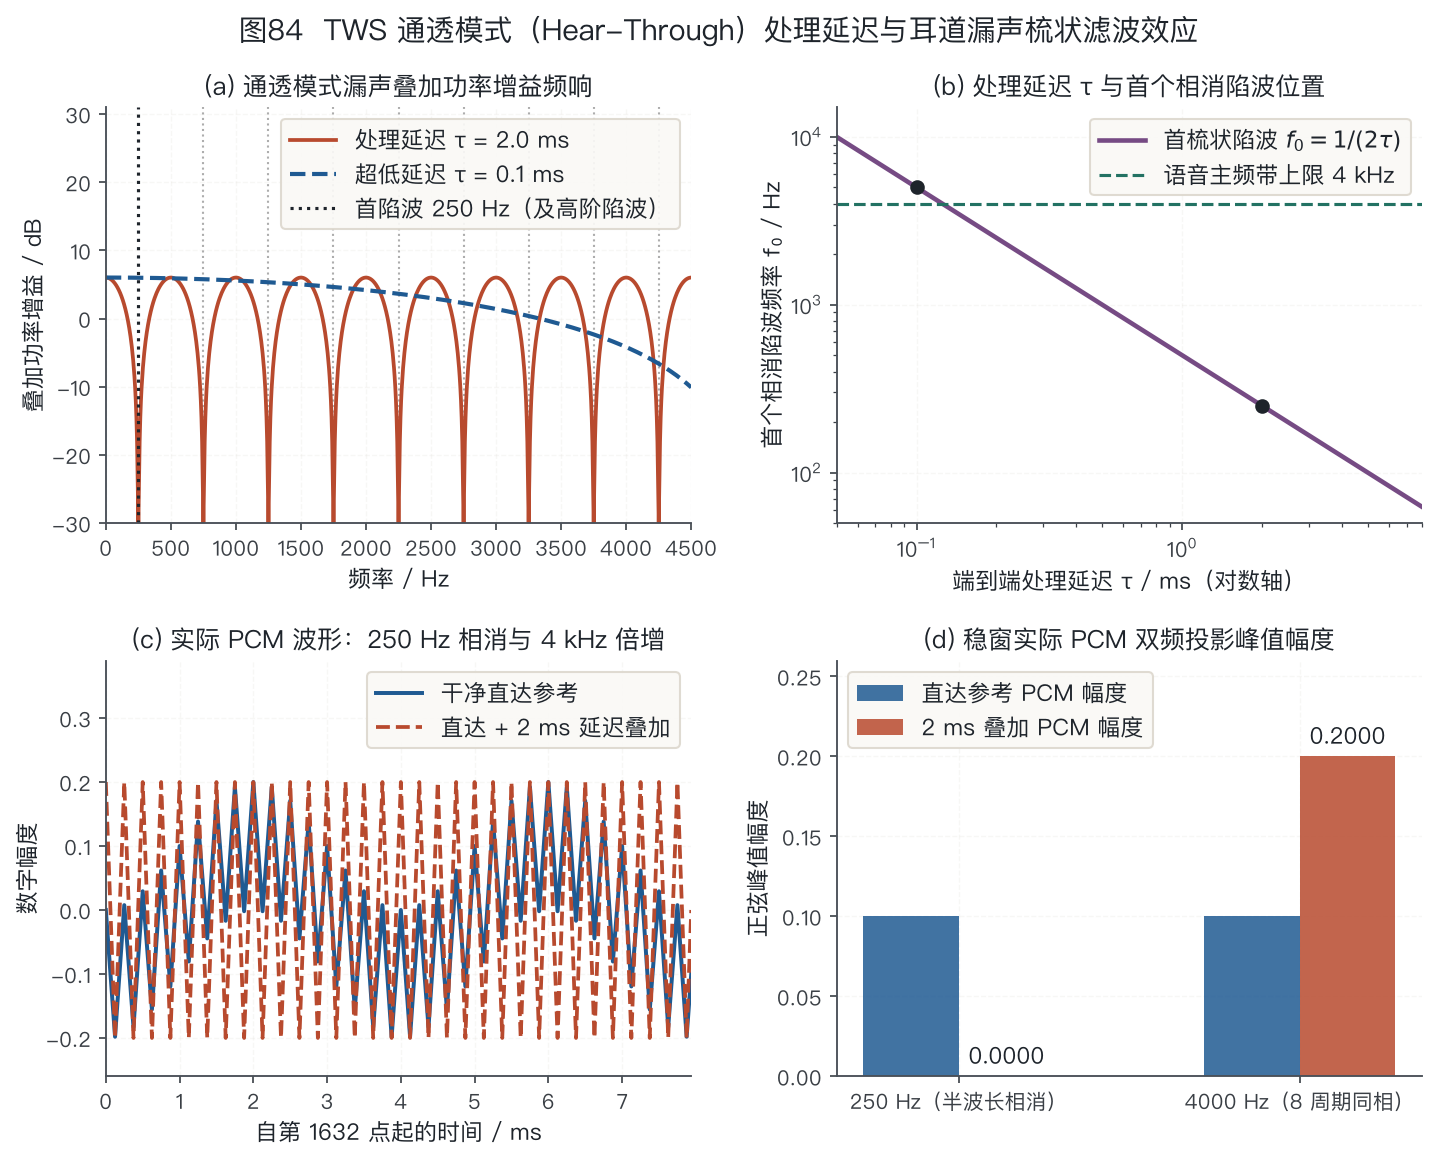 图84  TWS 通透模式（Hear-Through）处理延迟与耳道漏声梳状滤波效应
(a) 通透模式漏声叠加功率增益频响
叠加功率增益 / dB
30
20
10
0
−10
−20
−30
处理延迟 τ = 2.0 ms
超低延迟 τ = 0.1 ms
首陷波 250 Hz（及高阶陷波）
0 500 1000 1500 2000 2500 3000 3500 4000 4500
频率 / Hz
(b) 处理延迟 τ 与首个相消陷波位置
首个相消陷波频率 f₀ / Hz
10⁴
10³
10²
首梳状陷波 f₀ = 1/(2τ)
语音主频带上限 4 kHz
10⁻¹ 10⁰
端到端处理延迟 τ / ms（对数轴）
(c) 实际 PCM 波形：250 Hz 相消与 4 kHz 倍增
数字幅度
0.3
0.2
0.1
0.0
−0.1
−0.2
干净直达参考
直达 + 2 ms 延迟叠加
0 1 2 3 4 5 6 7
自第 1632 点起的时间 / ms
(d) 稳窗实际 PCM 双频投影峰值幅度
正弦峰值幅度
0.25
0.20
0.15
0.10
0.05
0.00
直达参考 PCM 幅度
2 ms 叠加 PCM 幅度
0.2000
0.0000
250 Hz（半波长相消） 4000 Hz（8 周期同相）